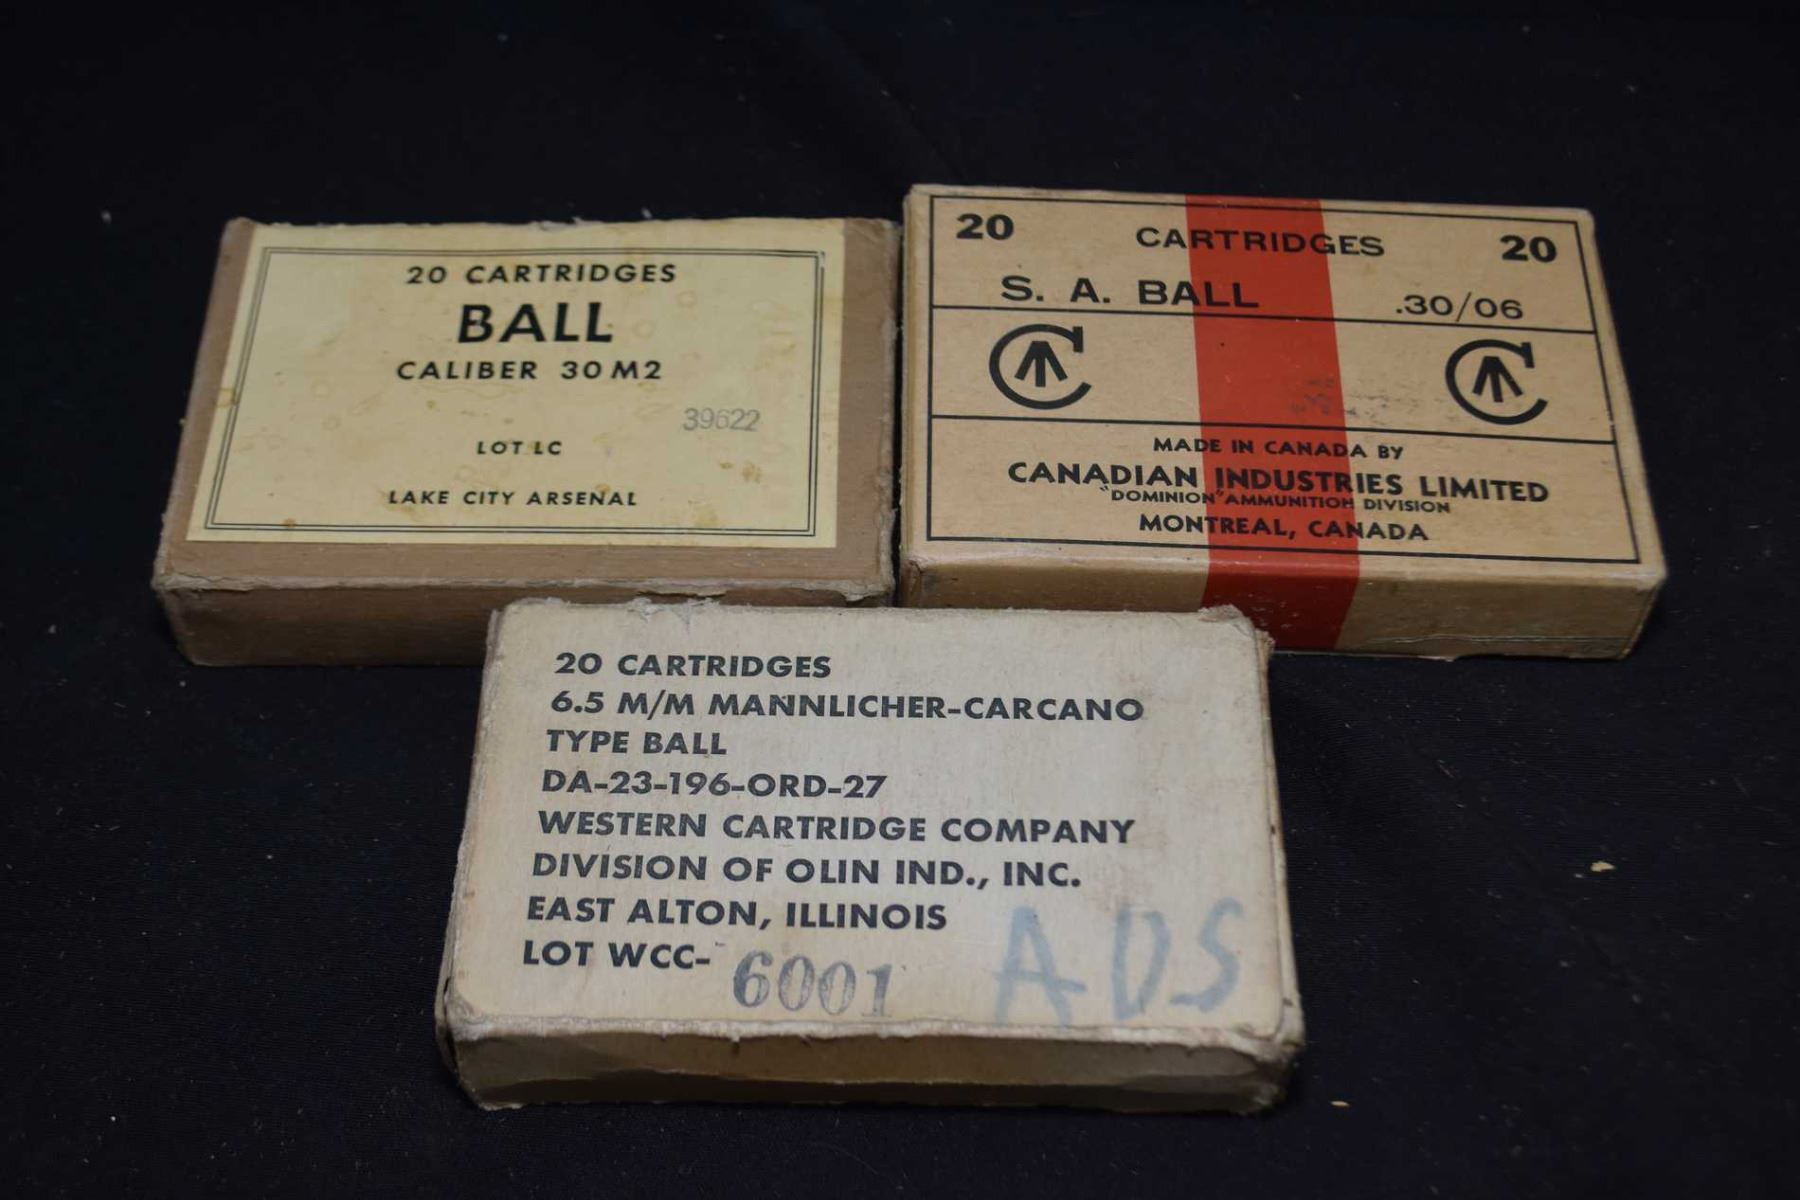 20 CARTRIDGES
BALL
CALIBER 30 M2
39622
LOT LC
LAKE CITY ARSENAL
20 CARTRIDGES 20
S. A. BALL .30/06
MADE IN CANADA BY
CANADIAN INDUSTRIES LIMITED
"DOMINION" AMMUNITION DIVISION
MONTREAL, CANADA
20 CARTRIDGES
6.5 M/M MANNLICHER-CARCANO
TYPE BALL
DA-23-196-ORD-27
WESTERN CARTRIDGE COMPANY
DIVISION OF OLIN IND., INC.
EAST ALTON, ILLINOIS
LOT WCC- 6001
ADS